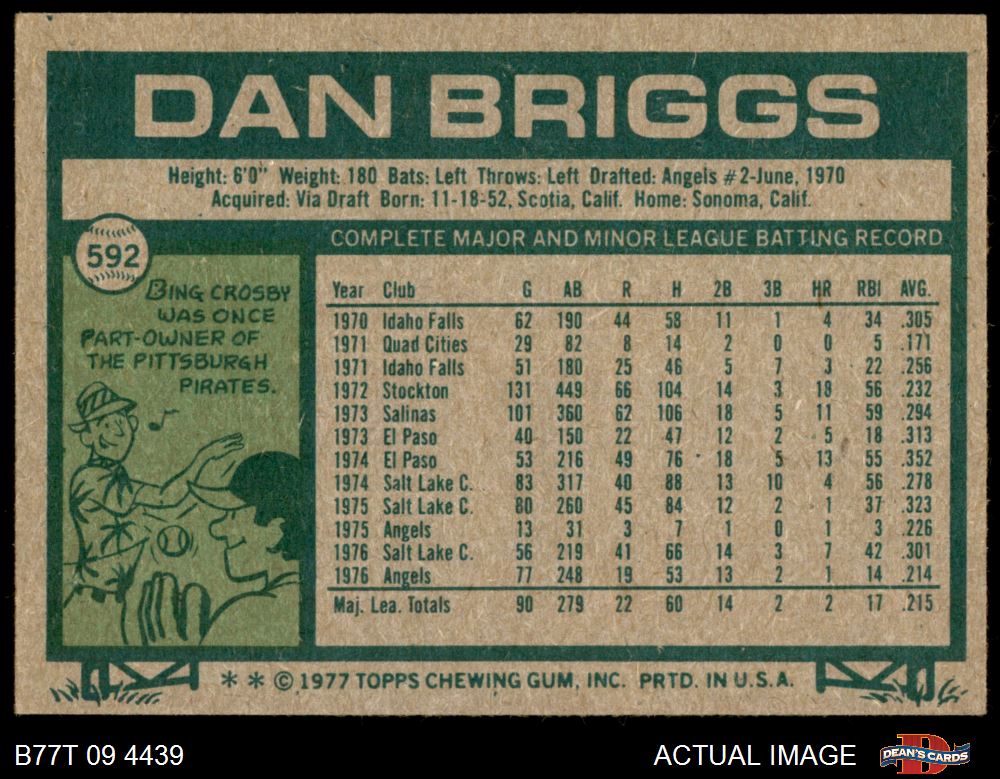 DAN BRIGGS
Height: 6'0" Weight: 180 Bats: Left Throws: Left Drafted: Angels #2-June, 1970
Acquired: Via Draft Born: 11-18-52, Scotia, Calif. Home: Sonoma, Calif.
592
BING CROSBY
WAS ONCE
PART-OWNER OF
THE PITTSBURGH
PIRATES.
COMPLETE MAJOR AND MINOR LEAGUE BATTING RECORD
Year Club G AB R H 2B 3B HR RBI AVG.
1970 Idaho Falls 62 190 44 58 11 1 4 34 .305
1971 Quad Cities 29 82 8 14 2 0 0 5 .171
1971 Idaho Falls 51 180 25 46 5 7 3 22 .256
1972 Stockton 131 449 66 104 14 3 18 56 .232
1973 Salinas 101 360 62 106 18 5 11 59 .294
1973 El Paso 40 150 22 47 12 2 5 18 .313
1974 El Paso 53 216 49 76 18 5 13 55 .352
1974 Salt Lake C. 83 317 40 88 13 10 4 56 .278
1975 Salt Lake C. 80 260 45 84 12 2 1 37 .323
1975 Angels 13 31 3 7 1 0 1 3 .226
1976 Salt Lake C. 56 219 41 66 14 3 7 42 .301
1976 Angels 77 248 19 53 13 2 1 14 .214
Maj. Lea. Totals 90 279 22 60 14 2 2 17 .215
* * © 1977 TOPPS CHEWING GUM, INC. PRTD. IN U.S.A.
B77T 09 4439
ACTUAL IMAGE
D
DEAN'S CARDS